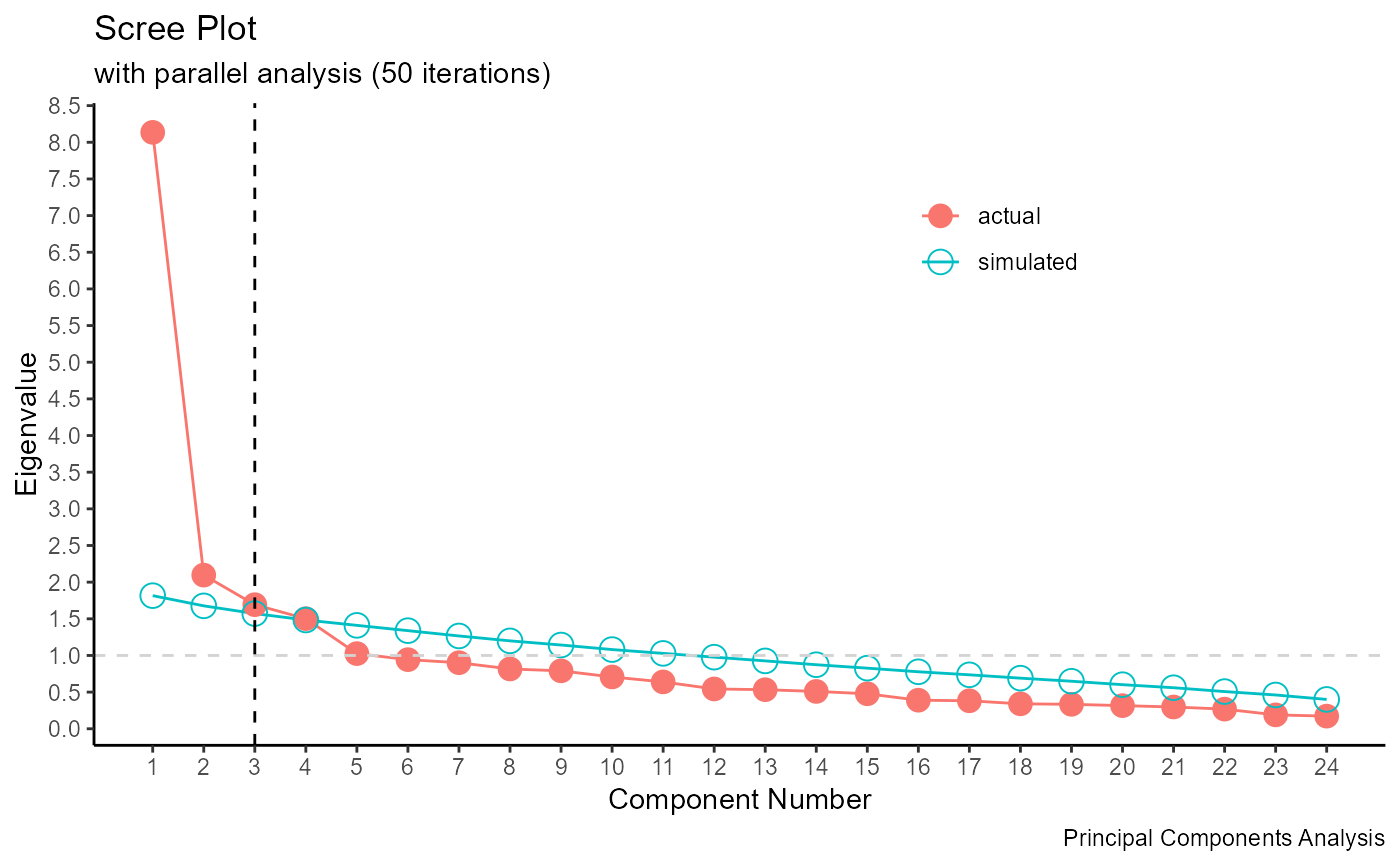 Scree Plot
with parallel analysis (50 iterations)
8.5
8.0
7.5
7.0
6.5
6.0
5.5
5.0
4.5
4.0
3.5
3.0
2.5
2.0
1.5
1.0
0.5
0.0
Eigenvalue
actual
simulated
1 2 3 4 5 6 7 8 9 10 11 12 13 14 15 16 17 18 19 20 21 22 23 24
Component Number
Principal Components Analysis